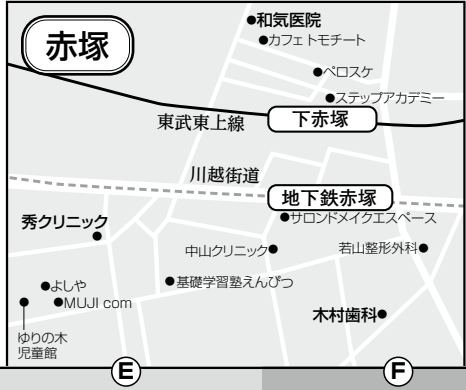 赤塚
和気医院
カフェトモチート
ペロスケ
ステップアカデミー
東武東上線
下赤塚
川越街道
地下鉄赤塚
サロンドメイクエスペース
秀クリニック
中山クリニック
若山整形外科
よしや
基礎学習塾えんぴつ
MUJI com
木村歯科
ゆりの木
児童館
E
F